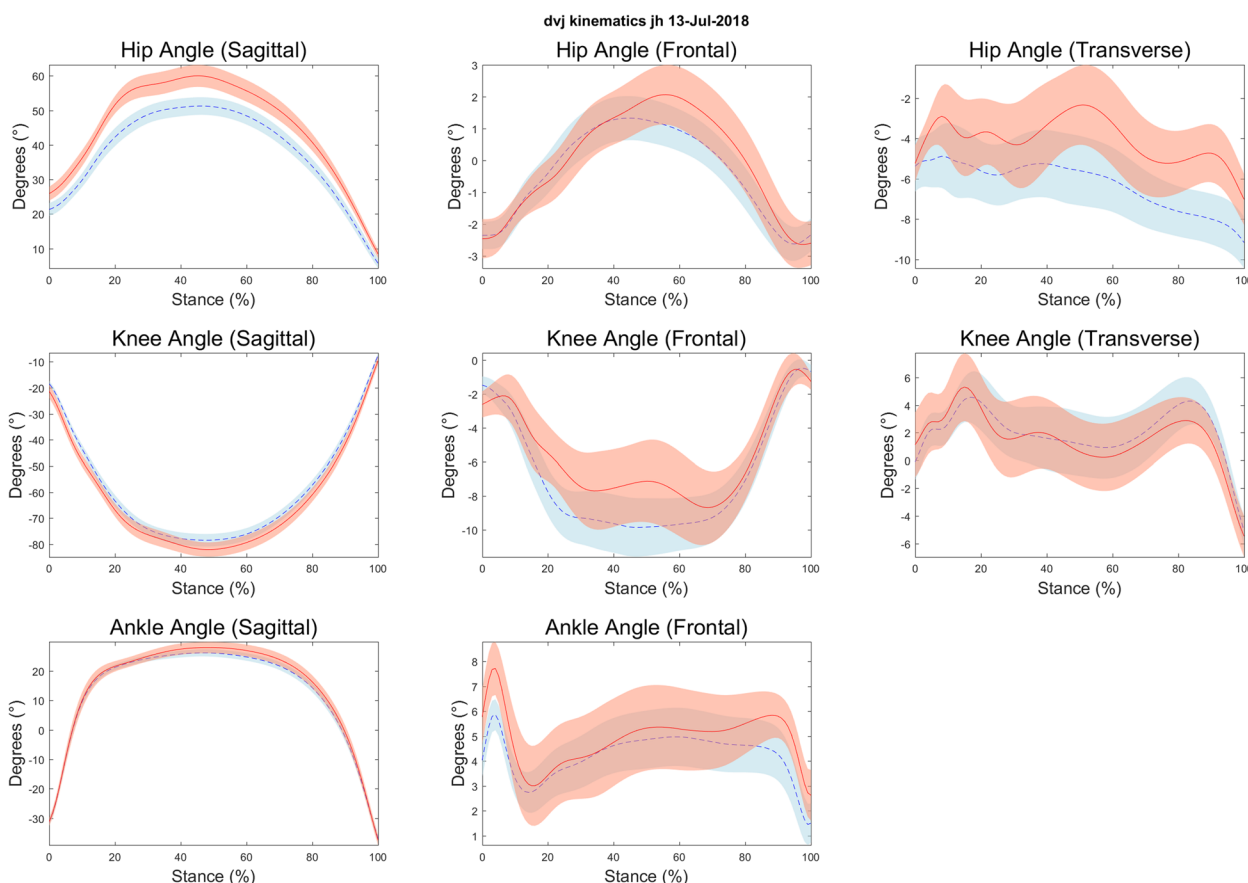 dvj kinematics jh 13-Jul-2018
Hip Angle (Sagittal)
60
50
40
30
20
10
Degrees (°)
0 20 40 60 80 100
Stance (%)
Hip Angle (Frontal)
3
2
1
0
-1
-2
-3
Degrees (°)
0 20 40 60 80 100
Stance (%)
Hip Angle (Transverse)
-2
-4
-6
-8
-10
Degrees (°)
0 20 40 60 80 100
Stance (%)
Knee Angle (Sagittal)
-10
-20
-30
-40
-50
-60
-70
-80
Degrees (°)
0 20 40 60 80 100
Stance (%)
Knee Angle (Frontal)
0
-2
-4
-6
-8
-10
Degrees (°)
0 20 40 60 80 100
Stance (%)
Knee Angle (Transverse)
6
4
2
0
-2
-4
-6
Degrees (°)
0 20 40 60 80 100
Stance (%)
Ankle Angle (Sagittal)
20
10
0
-10
-20
-30
Degrees (°)
0 20 40 60 80 100
Stance (%)
Ankle Angle (Frontal)
8
7
6
5
4
3
2
1
Degrees (°)
0 20 40 60 80 100
Stance (%)